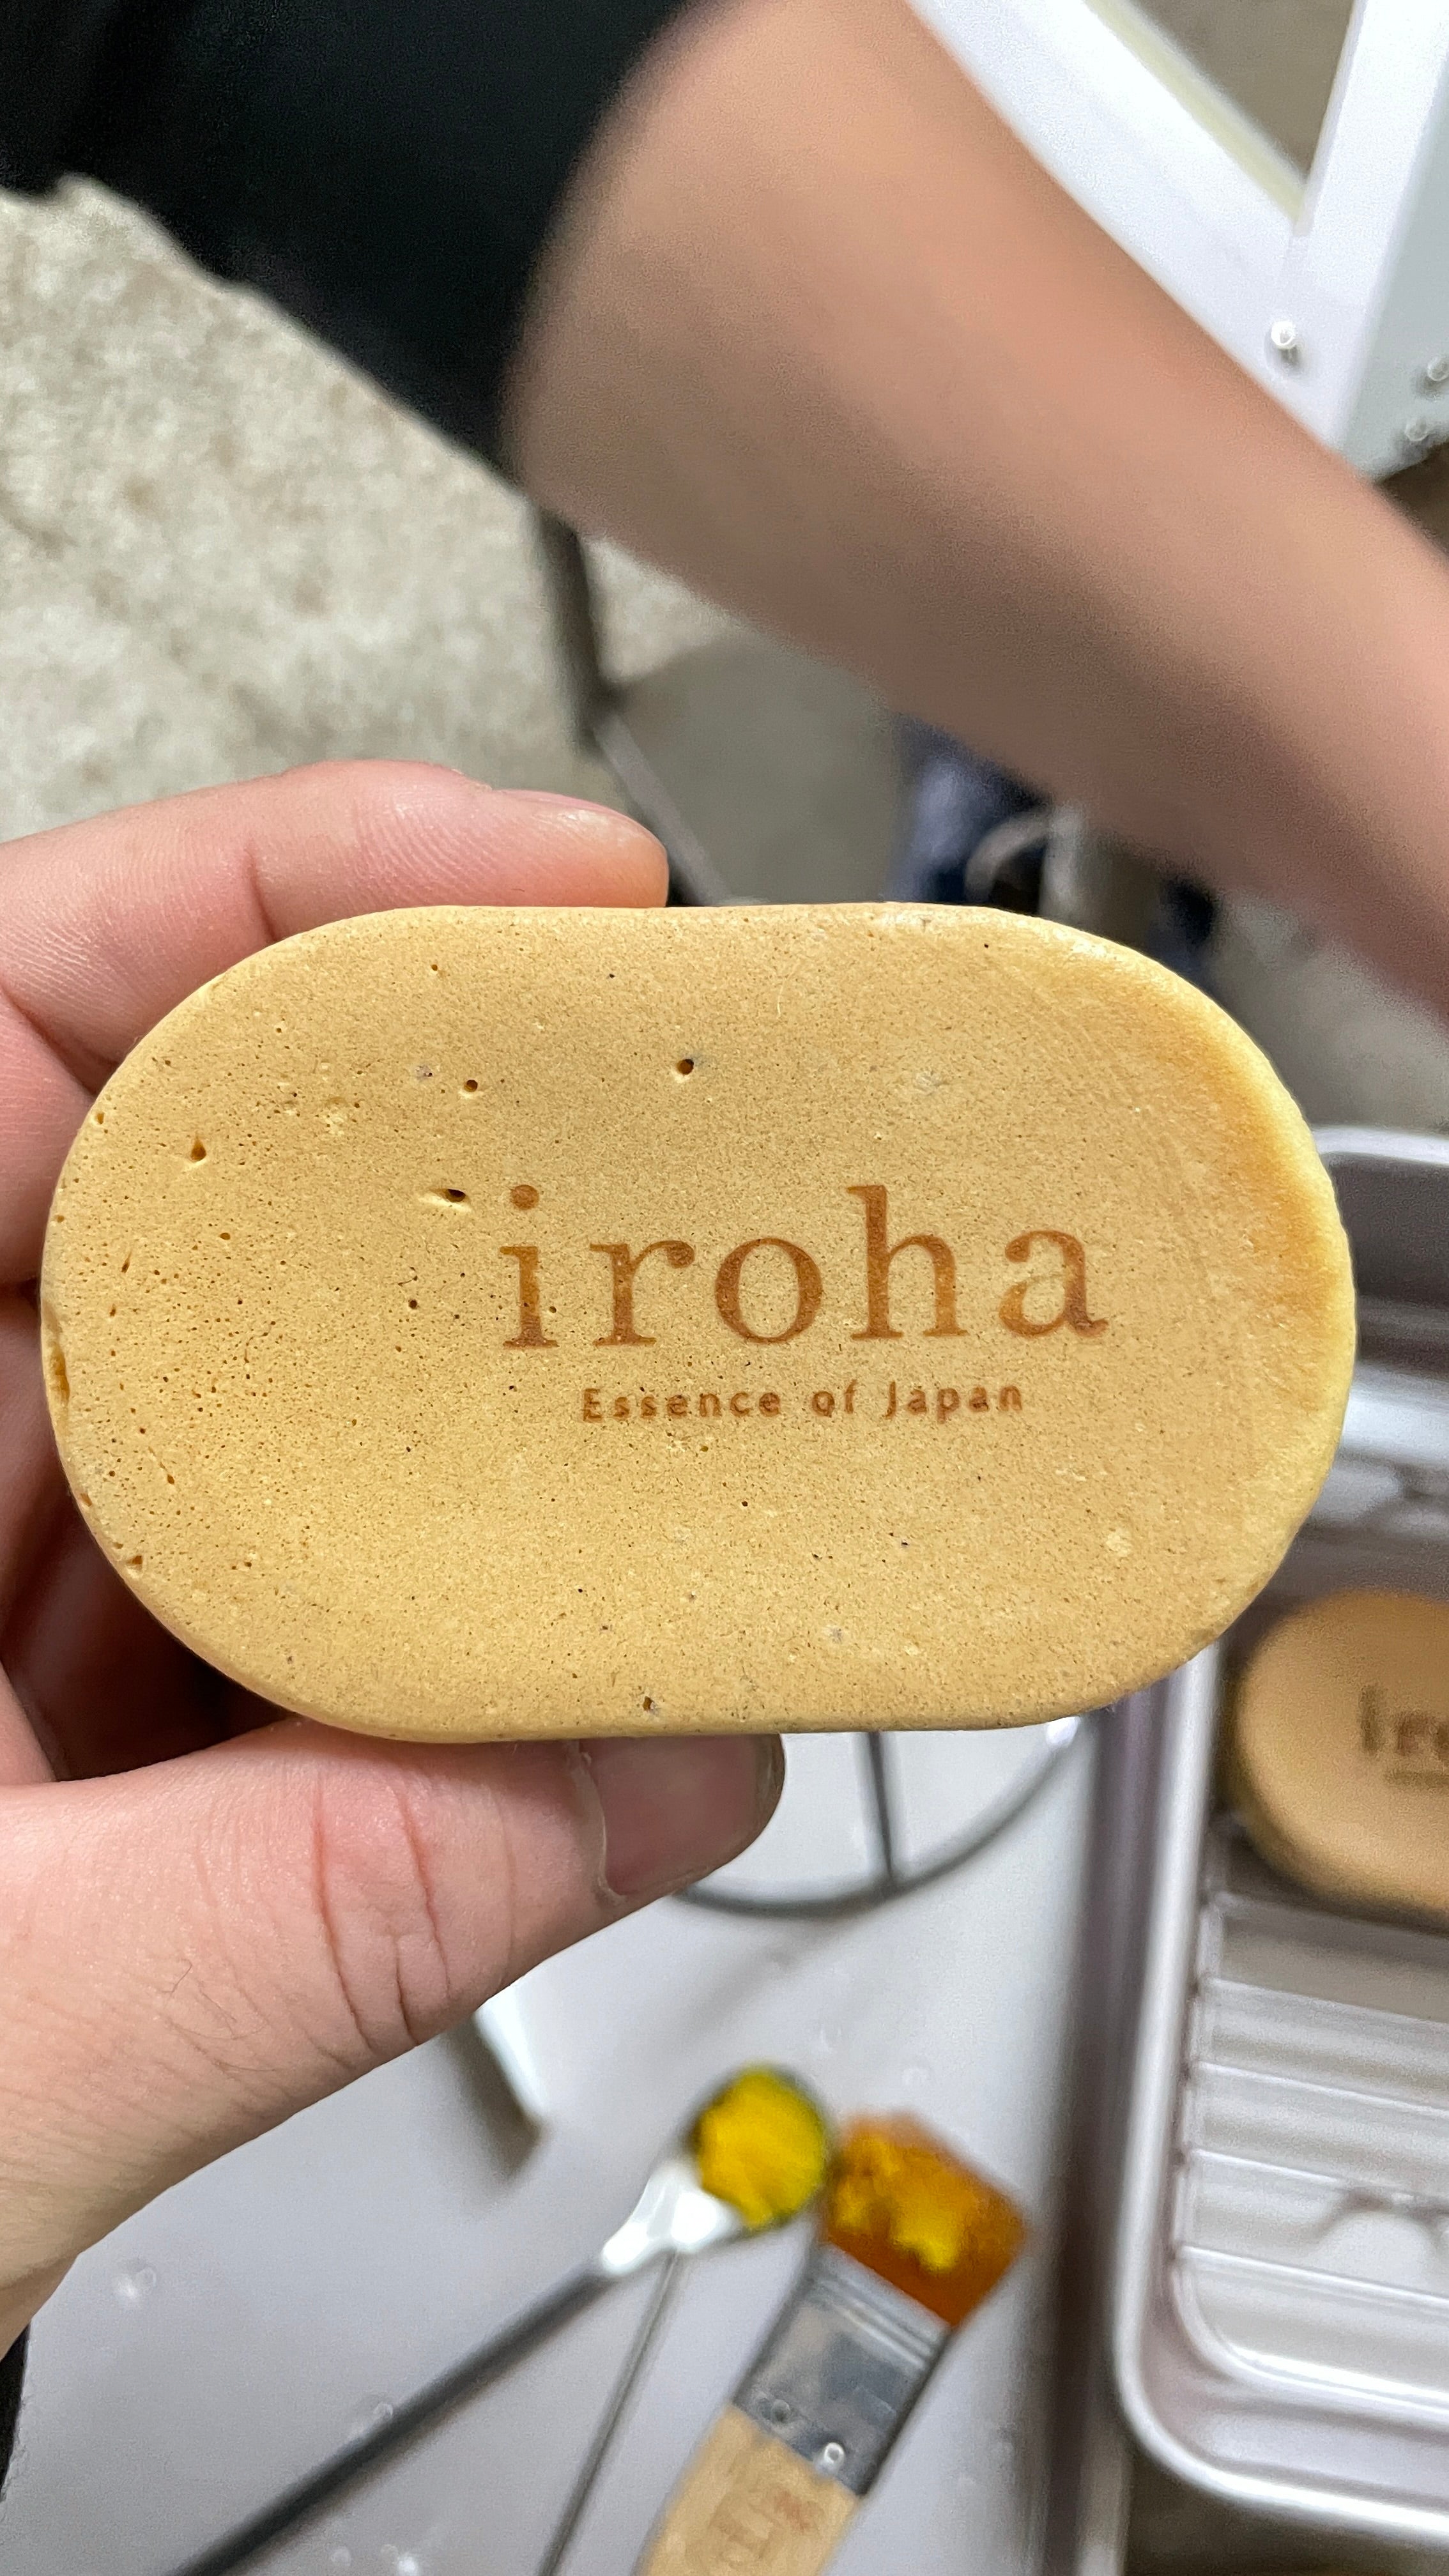 iroha
Essence of Japan